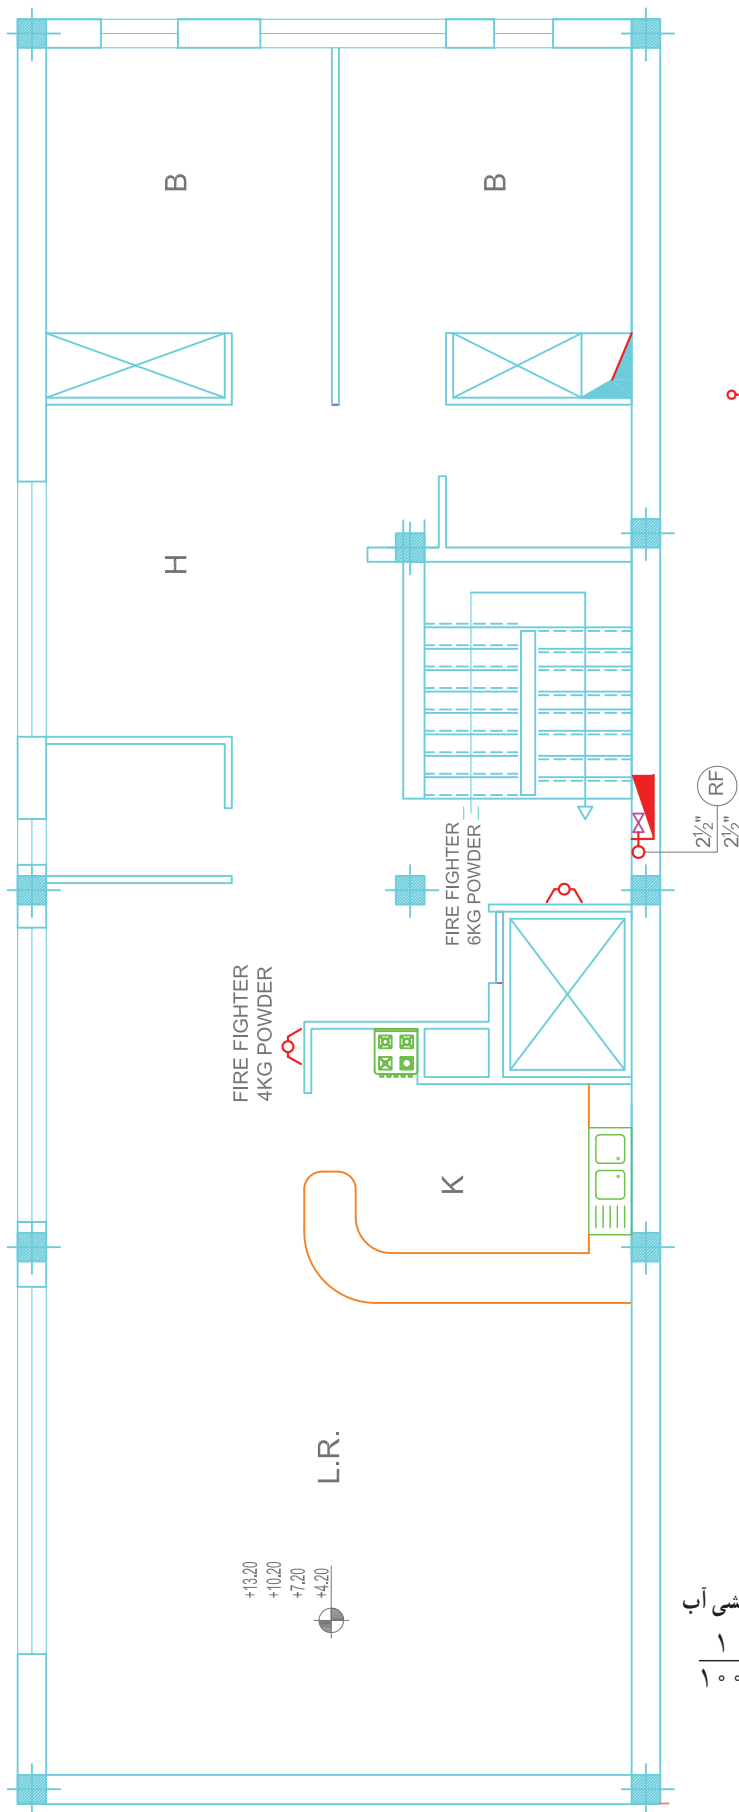 B
B
H
FIRE FIGHTER
6KG POWDER
RF
2½"
2½"
FIRE FIGHTER
4KG POWDER
K
L.R.
+13.20
+10.20
+7.20
+4.20
آب
۱
۱۰۰